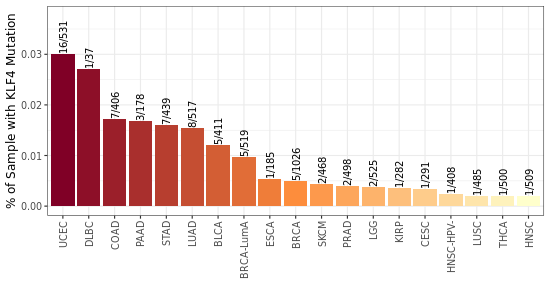 % of Sample with KLF4 Mutation
0.03
0.02
0.01
0.00
16/531
1/37
7/406
3/178
7/439
8/517
5/411
5/519
1/185
5/1026
2/468
2/498
2/525
1/282
1/291
1/408
1/485
1/500
1/509
UCEC
DLBC
COAD
PAAD
STAD
LUAD
BLCA
BRCA-LumA
ESCA
BRCA
SKCM
PRAD
LGG
KIRP
CESC
HNSC-HPV-
LUSC
THCA
HNSC